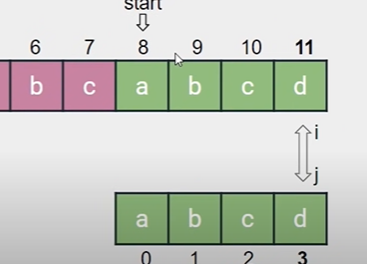 start
6 7 8 9 10 11
b c a b c d
i
j
a b c d
0 1 2 3